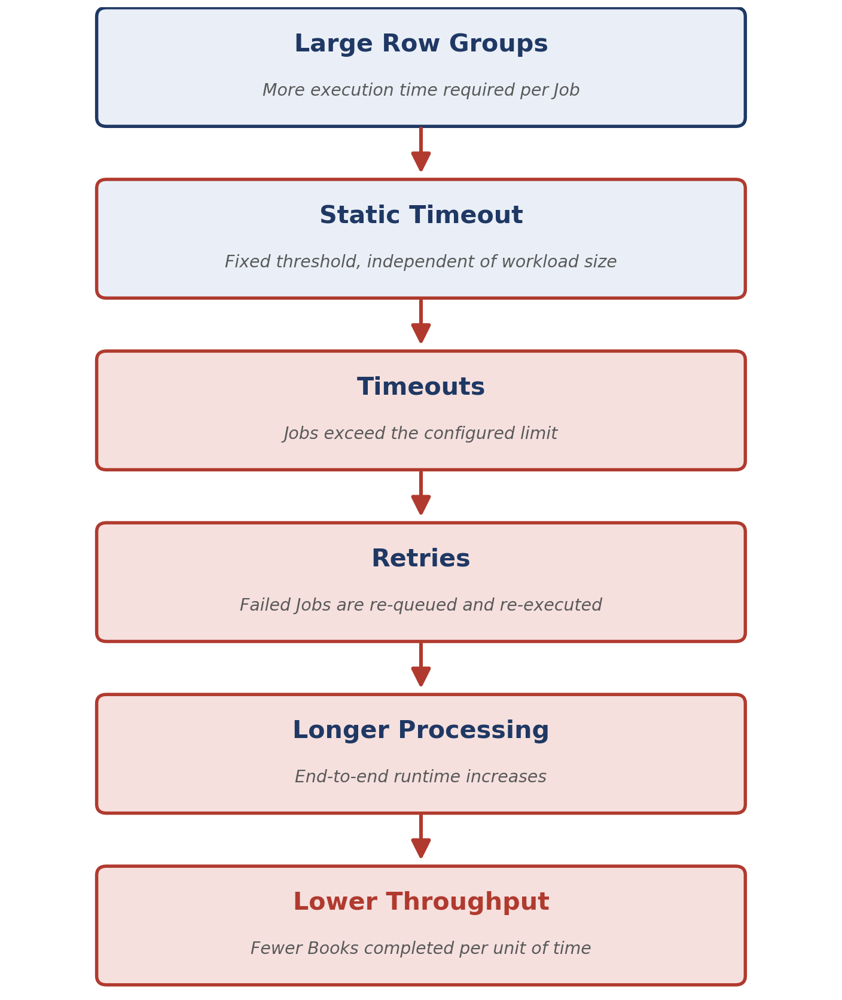 Large Row Groups
More execution time required per Job
Static Timeout
Fixed threshold, independent of workload size
Timeouts
Jobs exceed the configured limit
Retries
Failed Jobs are re-queued and re-executed
Longer Processing
End-to-end runtime increases
Lower Throughput
Fewer Books completed per unit of time